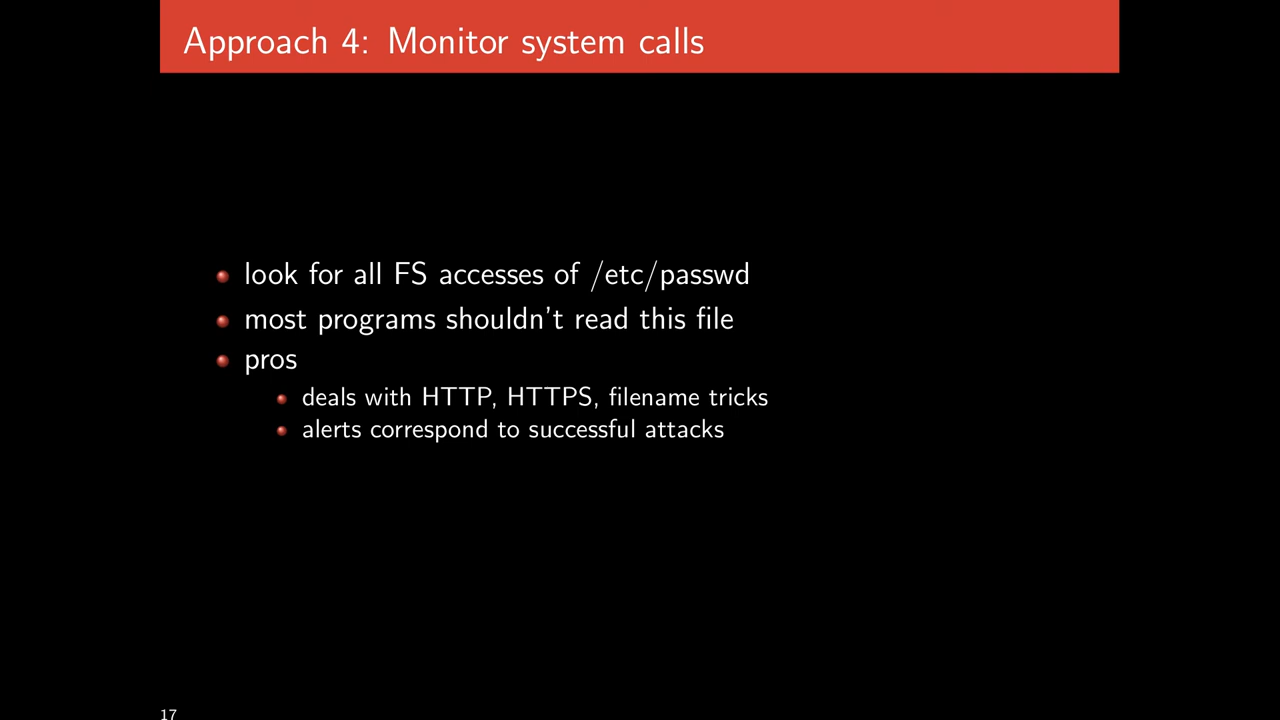 Approach 4: Monitor system calls
look for all FS accesses of /etc/passwd
most programs shouldn't read this file
pros
deals with HTTP, HTTPS, filename tricks
alerts correspond to successful attacks
17